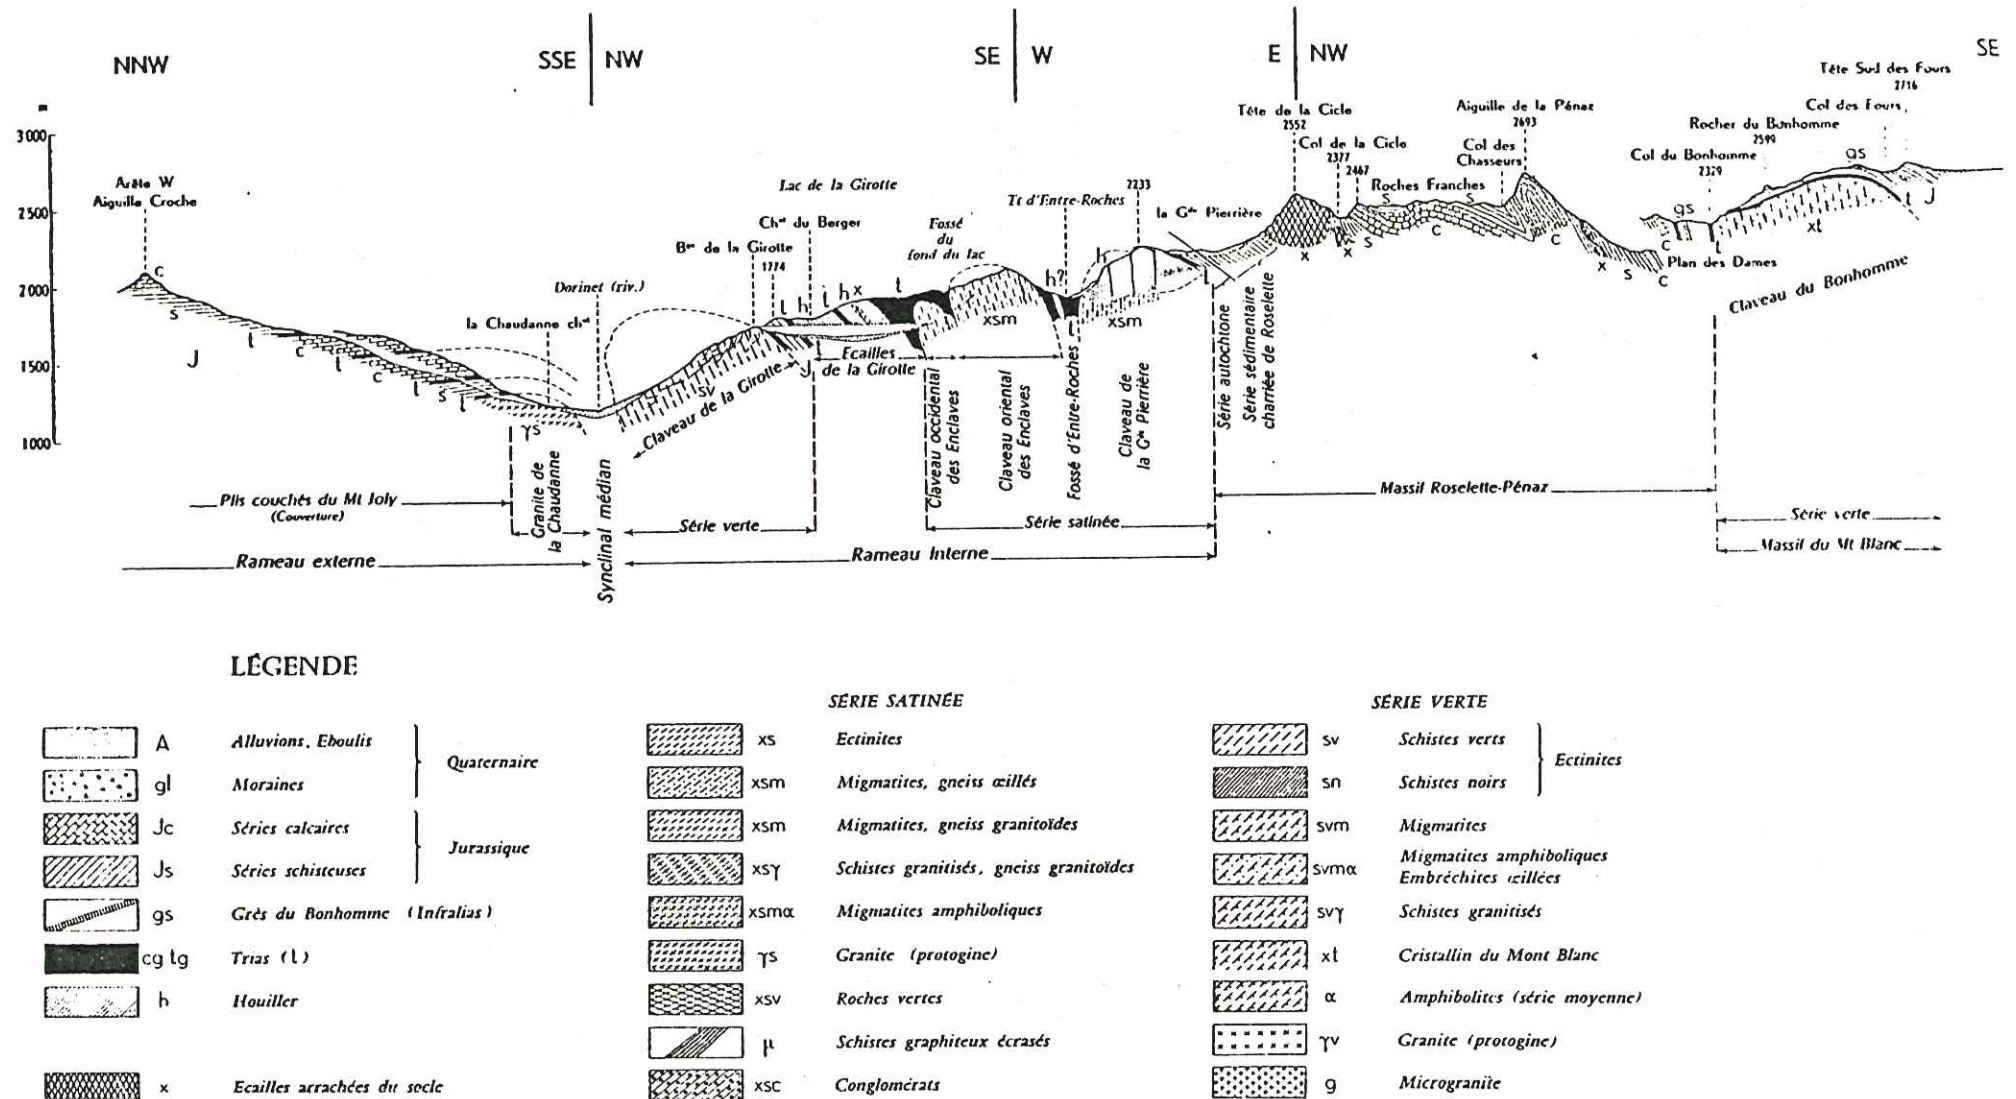 NNW
SSE
NW
SE
W
E
NW
SE
Tête Sud des Fours
2716
Col des Fours
Rocher du Bonhomme
2599
Col du Bonhomme
2329
Aiguille de la Pénaz
2693
Tête de la Cicle
2552
Col de la Cicle
2377
2467
Col des
Chasseurs
Roches Franches
3000
2500
2000
1500
1000
Arête W
Aiguille Croche
Lac de la Girotte
Chet du Berger
Bge de la Girotte
1774
Fossé
du
fond du lac
Tt d'Entre-Roches
2233
la Gde Pierrière
Dorinet (riv.)
la Chaudanne chet
c
s
J
t
c
t
c
t
s
t
γs
sv
J
t
h
t
h
x
t
xsm
h?
t
h
xsm
t
x
x
s
s
c
s
c
x
s
c
c
gs
t
xt
gs
t
J
Plan des Dames
Claveau du Bonhomme
Claveau de la Girotte
Ecailles
de la Girotte
Claveau occidental
des Enclaves
Claveau oriental
des Enclaves
Fossé d'Entre-Roches
Claveau de
la Gde Pierrière
Série autochtone
Série sédimentaire
charriée de Roselette
Plis couchés du Mt Joly
(Couverture)
Granite de
la Chaudanne
Synclinal médian
Série verte
Série satinée
Massif Roselette-Pénaz
Série verte
Massif du Mt Blanc
Rameau externe
Rameau Interne
LÉGENDE
A Alluvions, Eboulis
gl Moraines
Quaternaire
Jc Séries calcaires
Js Séries schisteuses
Jurassique
gs Grès du Bonhomme (Infralias)
cg tg Trias (t)
h Houiller
x Ecailles arrachées du socle
SÉRIE SATINÉE
xs Ectinites
xsm Migmatites, gneiss œillés
xsm Migmatites, gneiss granitoïdes
xsγ Schistes granitisés, gneiss granitoïdes
xsmα Migmatites amphiboliques
γs Granite (protogine)
xsv Roches vertes
μ Schistes graphiteux écrasés
xsc Conglomérats
SÉRIE VERTE
sv Schistes verts
sn Schistes noirs
Ectinites
svm Migmatites
svmα Migmatites amphiboliques
Embréchites œillées
svγ Schistes granitisés
xt Cristallin du Mont Blanc
α Amphibolites (série moyenne)
γv Granite (protogine)
g Microgranite